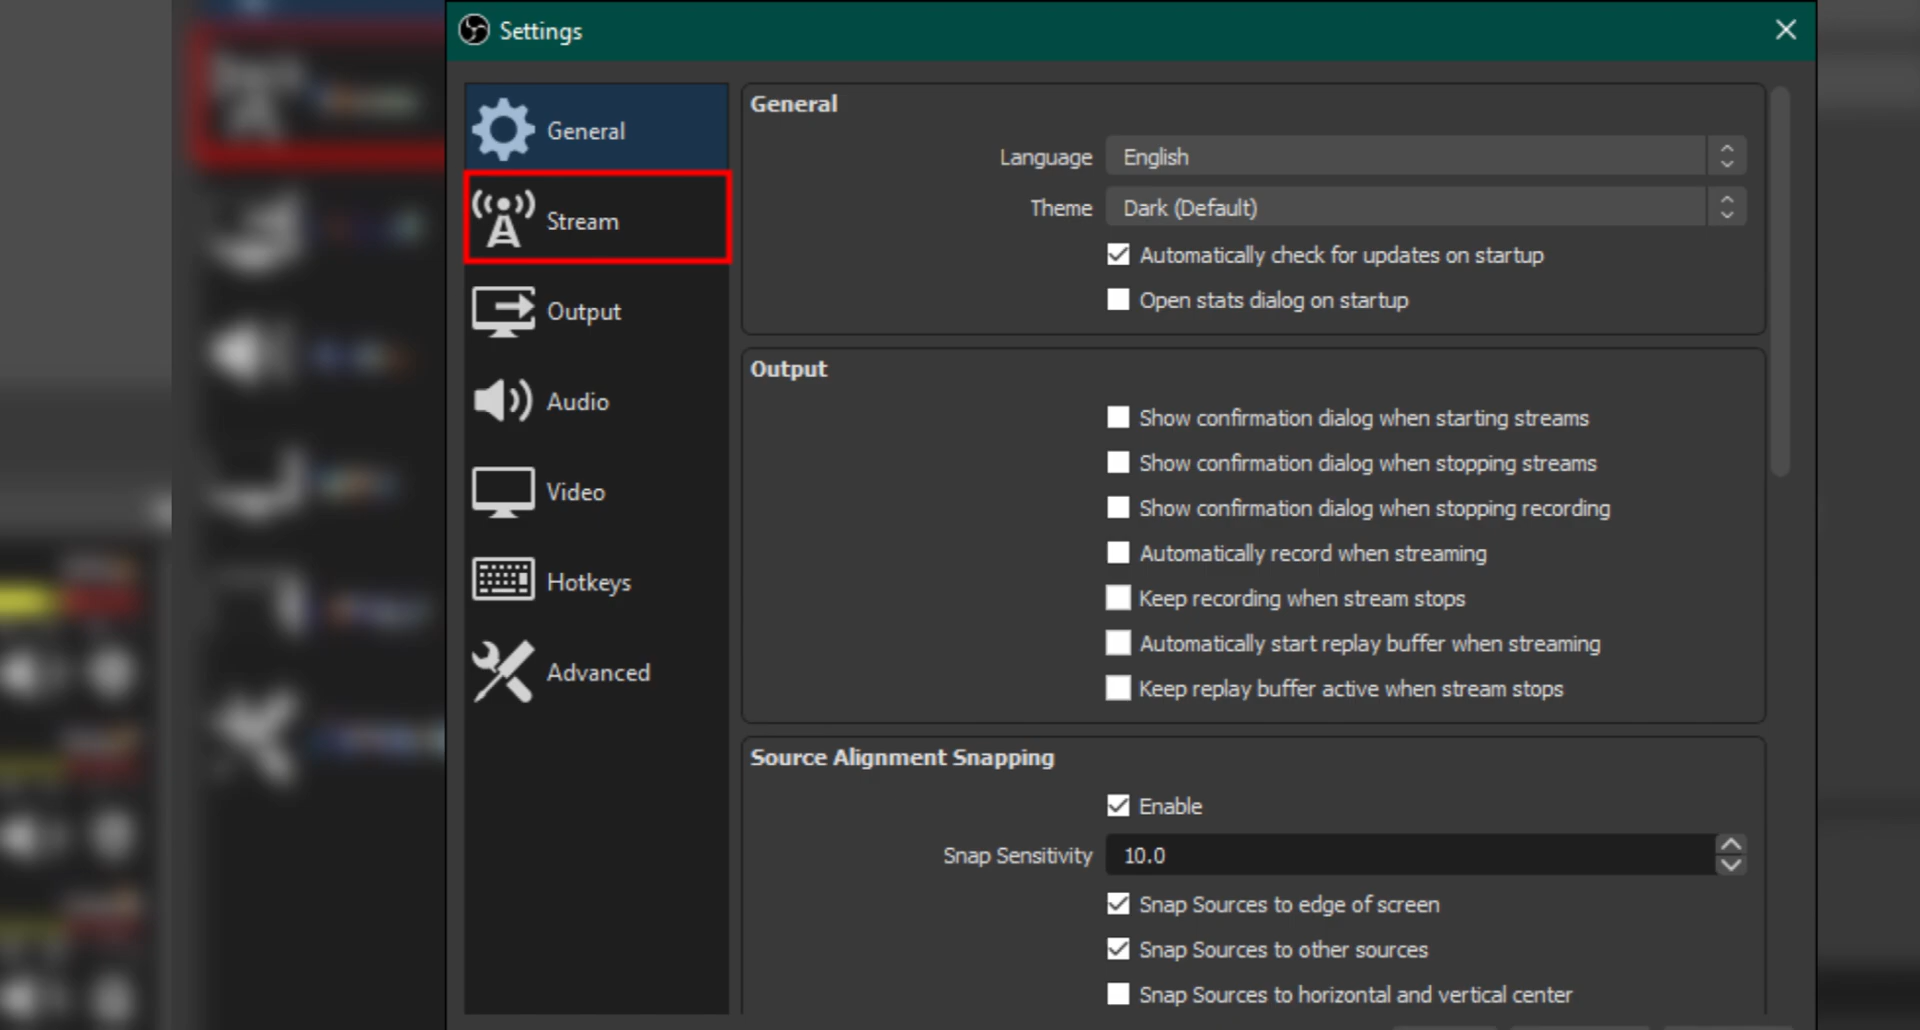 Settings
General
Stream
Output
Audio
Video
Hotkeys
Advanced
General
Language English
Theme Dark (Default)
Automatically check for updates on startup
Open stats dialog on startup
Output
Show confirmation dialog when starting streams
Show confirmation dialog when stopping streams
Show confirmation dialog when stopping recording
Automatically record when streaming
Keep recording when stream stops
Automatically start replay buffer when streaming
Keep replay buffer active when stream stops
Source Alignment Snapping
Enable
Snap Sensitivity 10.0
Snap Sources to edge of screen
Snap Sources to other sources
Snap Sources to horizontal and vertical center